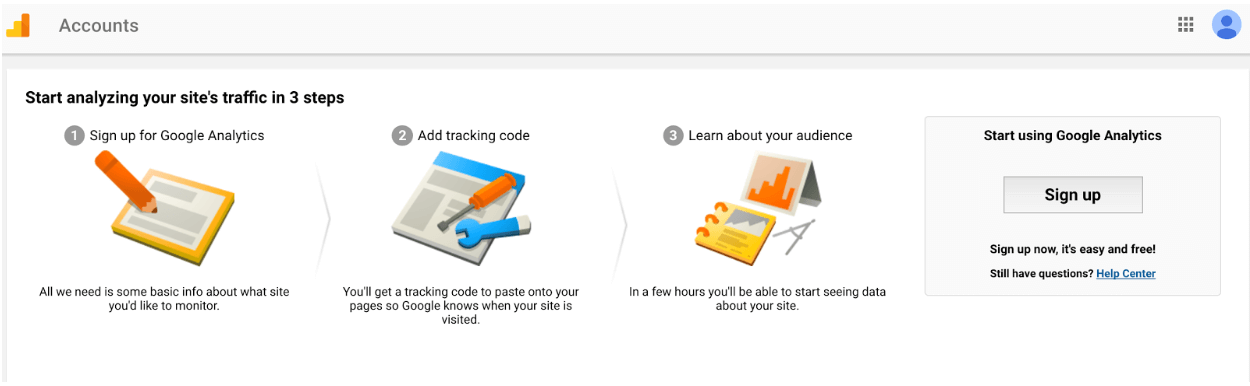 Accounts
Start analyzing your site's traffic in 3 steps
1 Sign up for Google Analytics
All we need is some basic info about what site
you'd like to monitor.
2 Add tracking code
You'll get a tracking code to paste onto your
pages so Google knows when your site is
visited.
3 Learn about your audience
In a few hours you'll be able to start seeing data
about your site.
Start using Google Analytics
Sign up
Sign up now, it's easy and free!
Still have questions? Help Center